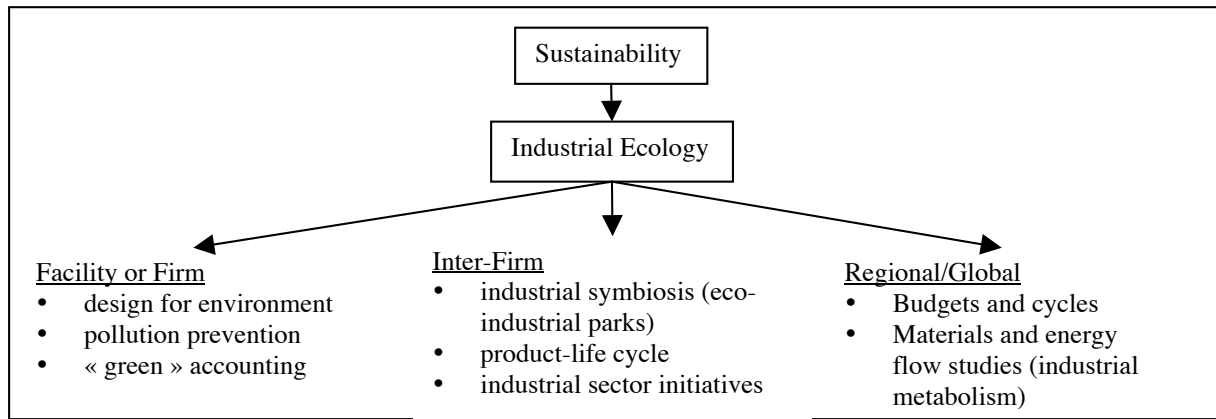 Sustainability
Industrial Ecology
Facility or Firm
• design for environment
• pollution prevention
• « green » accounting
Inter-Firm
• industrial symbiosis (eco-
industrial parks)
• product-life cycle
• industrial sector initiatives
Regional/Global
• Budgets and cycles
• Materials and energy
flow studies (industrial
metabolism)